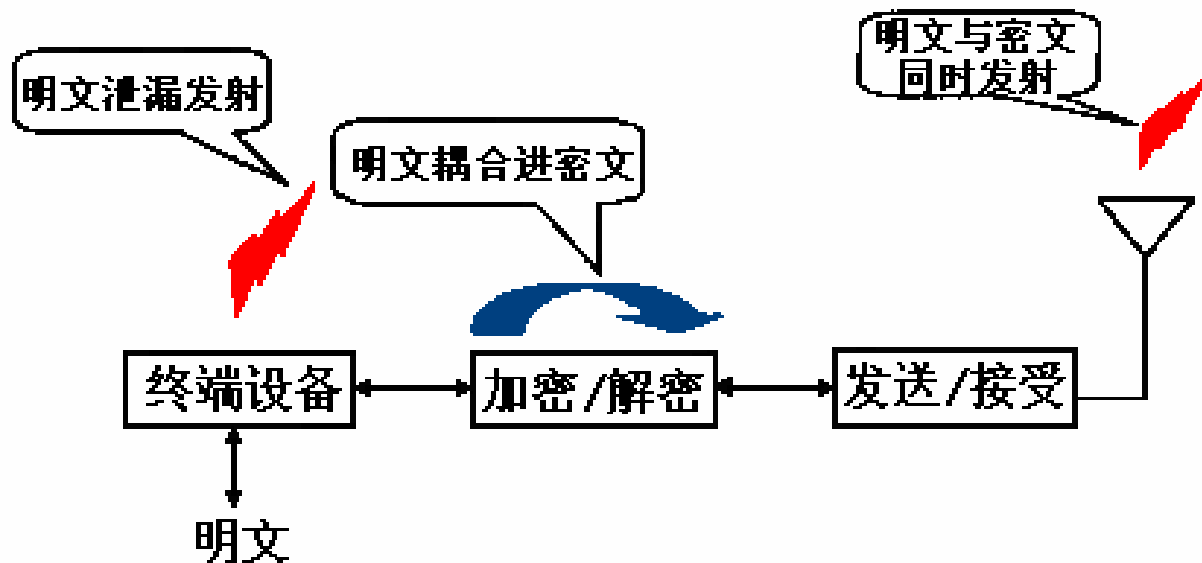 明文泄漏发射
明文耦合进密文
明文与密文
同时发射
终端设备
加密/解密
发送/接受
明文